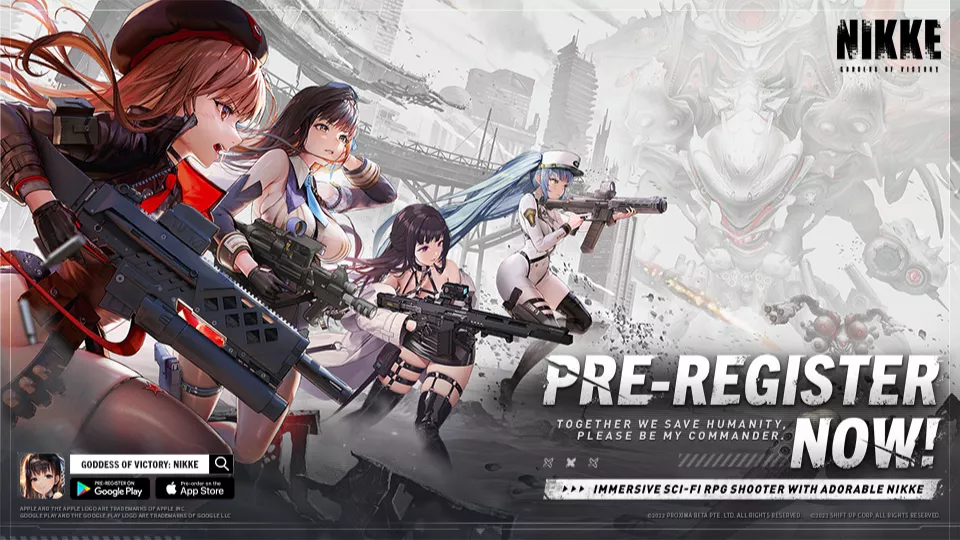 NIKKE
GODDESS OF VICTORY
PRE-REGISTER
NOW!
TOGETHER WE SAVE HUMANITY,
PLEASE BE MY COMMANDER.
IMMERSIVE SCI-FI RPG SHOOTER WITH ADORABLE NIKKE
GODDESS OF VICTORY: NIKKE
PRE-REGISTER ON
Google Play
Pre-order on the
App Store
APPLE AND THE APPLE LOGO ARE TRADEMARKS OF APPLE INC
GOOGLE PLAY AND THE GOOGLE PLAY LOGO ARE TRADEMARKS OF GOOGLE LLC
©2022 PROXIMA BETA PTE. LTD. ALL RIGHTS RESERVED. ©2022 SHIFT UP CORP. ALL RIGHTS RESERVED.